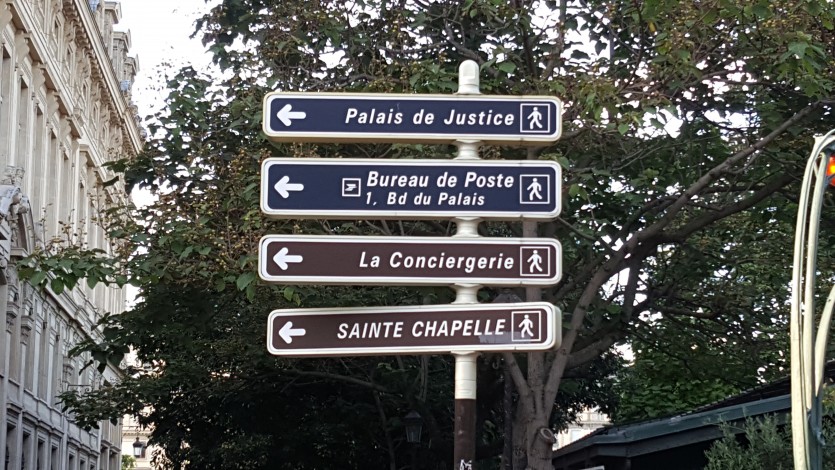 Palais de Justice
Bureau de Poste
1, Bd du Palais
La Conciergerie
SAINTE CHAPELLE